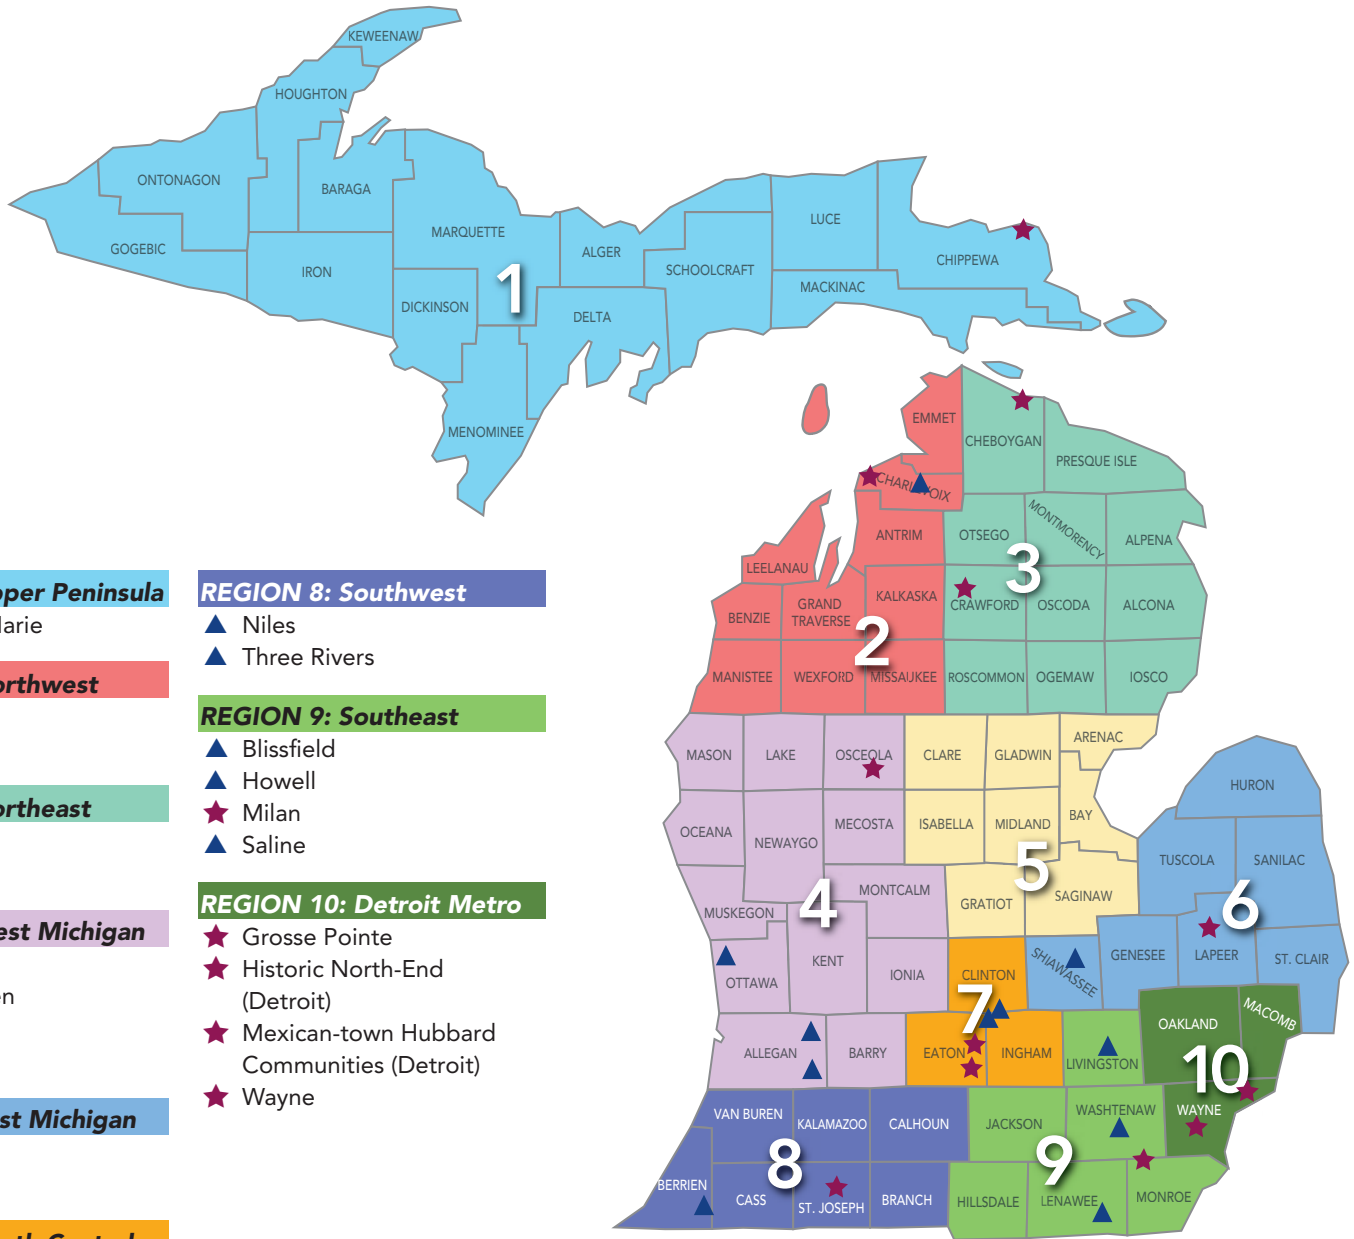 KEWEENAW
HOUGHTON
ONTONAGON
BARAGA
GOGEBIC
MARQUETTE
LUCE
ALGER
CHIPPEWA
IRON
SCHOOLCRAFT
MACKINAC
DICKINSON
1
DELTA
MENOMINEE
EMMET
CHEBOYGAN
PRESQUE ISLE
CHARLEVOIX
ANTRIM
OTSEGO
MONTMORENCY
ALPENA
3
LEELANAU
KALKASKA
CRAWFORD
OSCODA
ALCONA
BENZIE
GRAND
TRAVERSE
2
MANISTEE
WEXFORD
MISSAUKEE
ROSCOMMON
OGEMAW
IOSCO
MASON
LAKE
OSCEOLA
CLARE
GLADWIN
ARENAC
HURON
OCEANA
NEWAYGO
MECOSTA
ISABELLA
MIDLAND
BAY
TUSCOLA
SANILAC
5
MONTCALM
GRATIOT
SAGINAW
MUSKEGON
4
6
KENT
IONIA
CLINTON
SHIAWASSEE
GENESEE
LAPEER
ST. CLAIR
OTTAWA
7
OAKLAND
MACOMB
ALLEGAN
BARRY
EATON
INGHAM
LIVINGSTON
10
VAN BUREN
KALAMAZOO
CALHOUN
JACKSON
WASHTENAW
WAYNE
8
9
BERRIEN
CASS
ST. JOSEPH
BRANCH
HILLSDALE
LENAWEE
MONROE
Peninsula
REGION 8: Southwest
Niles
Three Rivers
REGION 9: Southeast
Blissfield
Howell
Milan
Saline
REGION 10: Detroit Metro
Grosse Pointe
Historic North-End
(Detroit)
Mexican-town Hubbard
Communities (Detroit)
Wayne
Michigan
Michigan